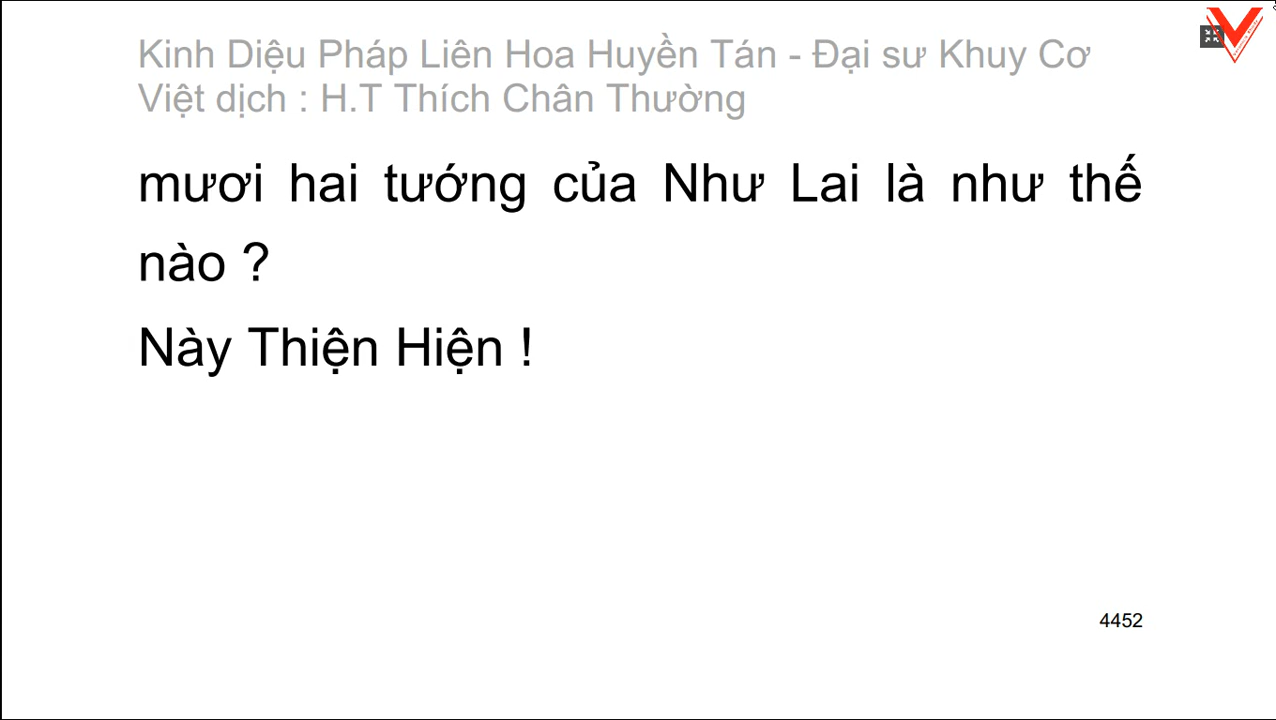 Kinh Diệu Pháp Liên Hoa Huyền Tán - Đại sư Khuy Cơ
Việt dịch : H.T Thích Chân Thường
mươi hai tướng của Như Lai là như thế
nào ?
Này Thiện Hiện !
4452